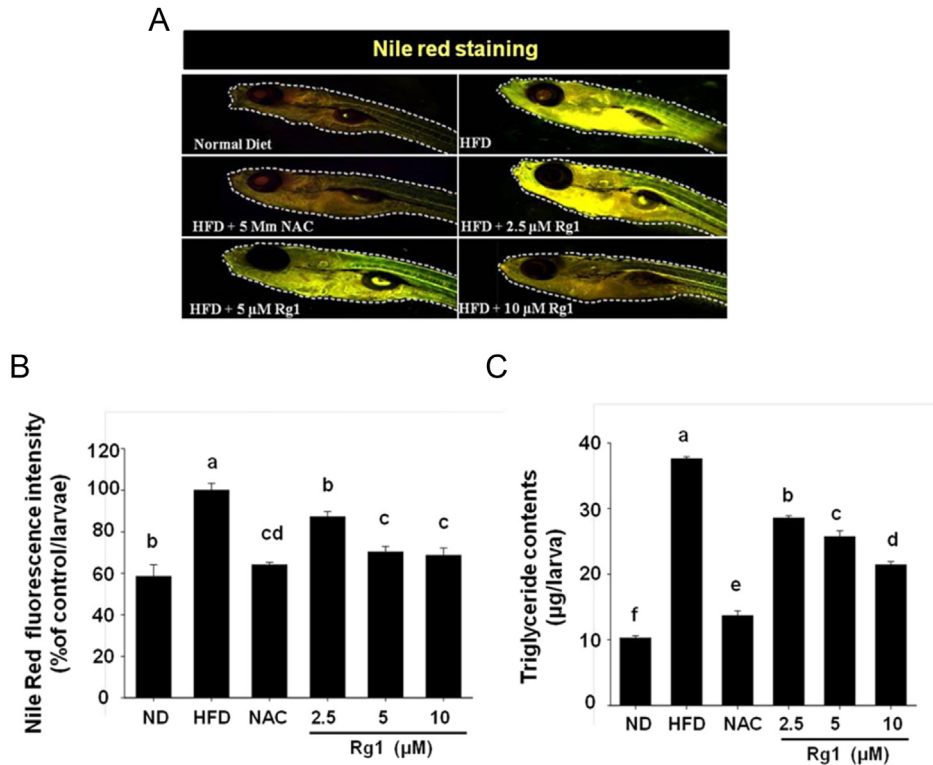 A
Nile red staining
Normal Diet
HFD
HFD + 5 Mm NAC
HFD + 2.5 µM Rg1
HFD + 5 µM Rg1
HFD + 10 µM Rg1
B
Nile Red fluorescence intensity
(%of control/larvae)
120
100
80
60
40
20
0
b
a
cd
b
c
c
ND HFD NAC 2.5 5 10
Rg1 (µM)
C
Triglyceride contents
(µg/larva)
40
30
20
10
0
f
a
e
b
c
d
ND HFD NAC 2.5 5 10
Rg1 (µM)